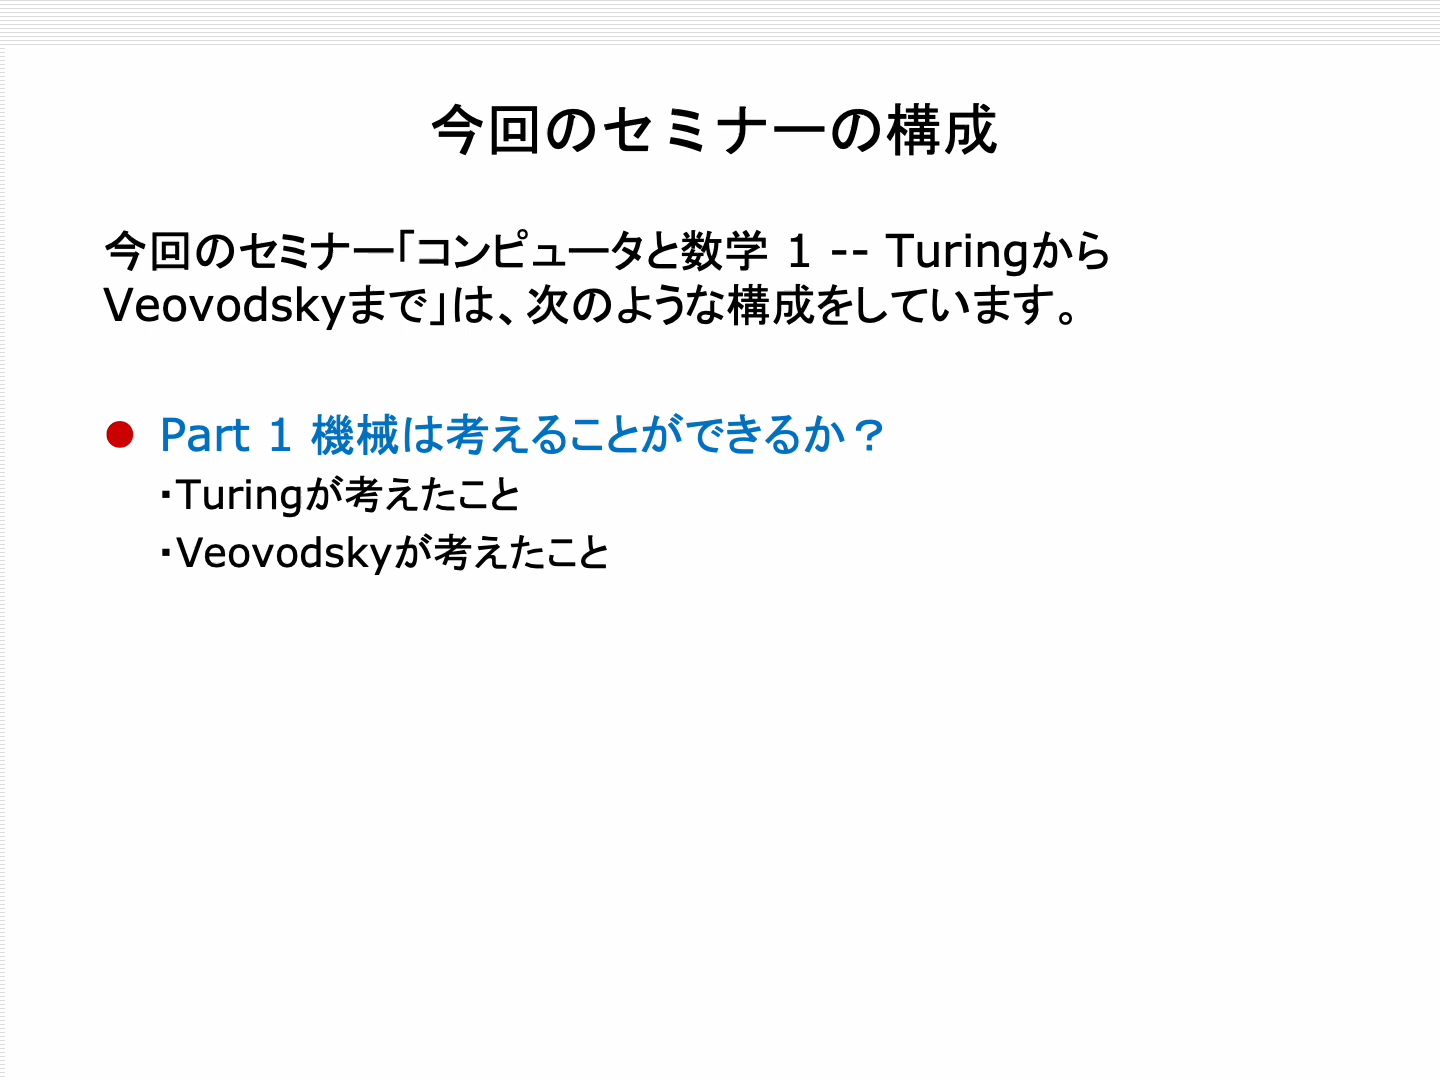 今回のセミナーの構成
今回のセミナー「コンピュータと数学 1 -- Turingから
Veovodskyまで」は、次のような構成をしています。
● Part 1 機械は考えることができるか？
・Turingが考えたこと
・Veovodskyが考えたこと